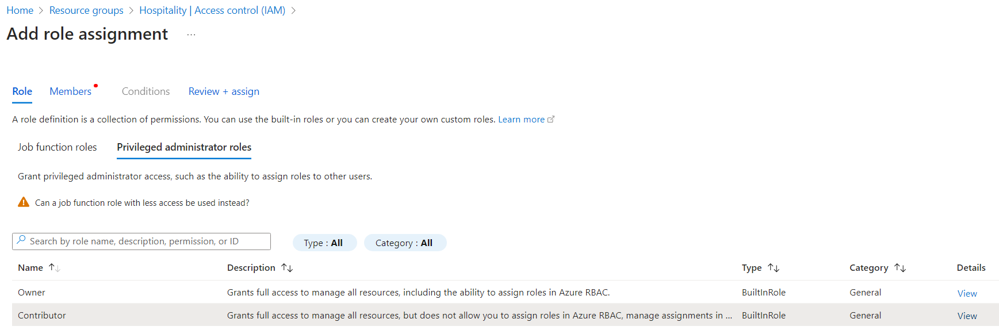 Home > Resource groups > Hospitality | Access control (IAM) >
Add role assignment ...
Role Members Conditions Review + assign
A role definition is a collection of permissions. You can use the built-in roles or you can create your own custom roles. Learn more
Job function roles Privileged administrator roles
Grant privileged administrator access, such as the ability to assign roles to other users.
Can a job function role with less access be used instead?
Search by role name, description, permission, or ID Type : All Category : All
Name ↑↓ Description ↑↓ Type ↑↓ Category ↑↓ Details
Owner Grants full access to manage all resources, including the ability to assign roles in Azure RBAC. BuiltInRole General View
Contributor Grants full access to manage all resources, but does not allow you to assign roles in Azure RBAC, manage assignments in ... BuiltInRole General View